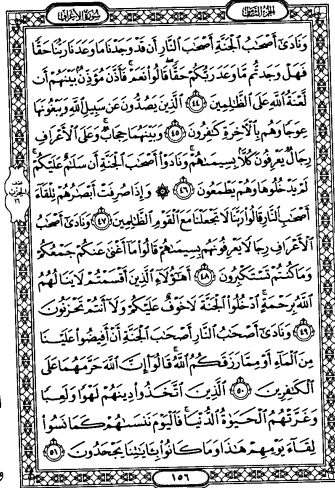 الجزء الثامن
سورة الأعراف
وَنَادَىٰٓ أَصْحَٰبُ ٱلْجَنَّةِ أَصْحَٰبَ ٱلنَّارِ أَن قَدْ وَجَدْنَا مَا وَعَدَنَا رَبُّنَا حَقًّا
فَهَلْ وَجَدتُّم مَّا وَعَدَ رَبُّكُمْ حَقًّا قَالُوا۟ نَعَمْ فَأَذَّنَ مُؤَذِّنٌۢ بَيْنَهُمْ أَن
لَّعْنَةُ ٱللَّهِ عَلَى ٱلظَّٰلِمِينَ ٤٤ ٱلَّذِينَ يَصُدُّونَ عَن سَبِيلِ ٱللَّهِ وَيَبْغُونَهَا
عِوَجًا وَهُم بِٱلْءَاخِرَةِ كَٰفِرُونَ ٤٥ وَبَيْنَهُمَا حِجَابٌ وَعَلَى ٱلْأَعْرَافِ
رِجَالٌ يَعْرِفُونَ كُلًّۢا بِسِيمَىٰهُمْ وَنَادَوْا۟ أَصْحَٰبَ ٱلْجَنَّةِ أَن سَلَٰمٌ عَلَيْكُمْ
لَمْ يَدْخُلُوهَا وَهُمْ يَطْمَعُونَ ٤٦ ۞ وَإِذَا صُرِفَتْ أَبْصَٰرُهُمْ تِلْقَآءَ
أَصْحَٰبِ ٱلنَّارِ قَالُوا۟ رَبَّنَا لَا تَجْعَلْنَا مَعَ ٱلْقَوْمِ ٱلظَّٰلِمِينَ ٤٧ وَنَادَىٰٓ أَصْحَٰبُ
ٱلْأَعْرَافِ رِجَالًا يَعْرِفُونَهُم بِسِيمَىٰهُمْ قَالُوا۟ مَآ أَغْنَىٰ عَنكُمْ جَمْعُكُمْ
وَمَا كُنتُمْ تَسْتَكْبِرُونَ ٤٨ أَهَٰٓؤُلَآءِ ٱلَّذِينَ أَقْسَمْتُمْ لَا يَنَالُهُمُ
ٱللَّهُ بِرَحْمَةٍ ٱدْخُلُوا۟ ٱلْجَنَّةَ لَا خَوْفٌ عَلَيْكُمْ وَلَآ أَنتُمْ تَحْزَنُونَ
٤٩ وَنَادَىٰٓ أَصْحَٰبُ ٱلنَّارِ أَصْحَٰبَ ٱلْجَنَّةِ أَنْ أَفِيضُوا۟ عَلَيْنَا
مِنَ ٱلْمَآءِ أَوْ مِمَّا رَزَقَكُمُ ٱللَّهُ قَالُوٓا۟ إِنَّ ٱللَّهَ حَرَّمَهُمَا عَلَى
ٱلْكَٰفِرِينَ ٥٠ ٱلَّذِينَ ٱتَّخَذُوا۟ دِينَهُمْ لَهْوًا وَلَعِبًا
وَغَرَّتْهُمُ ٱلْحَيَوٰةُ ٱلدُّنْيَا فَٱلْيَوْمَ نَنسَىٰهُمْ كَمَا نَسُوا۟
لِقَآءَ يَوْمِهِمْ هَٰذَا وَمَا كَانُوا۟ بِـَٔايَٰتِنَا يَجْحَدُونَ ٥١
١٥٦